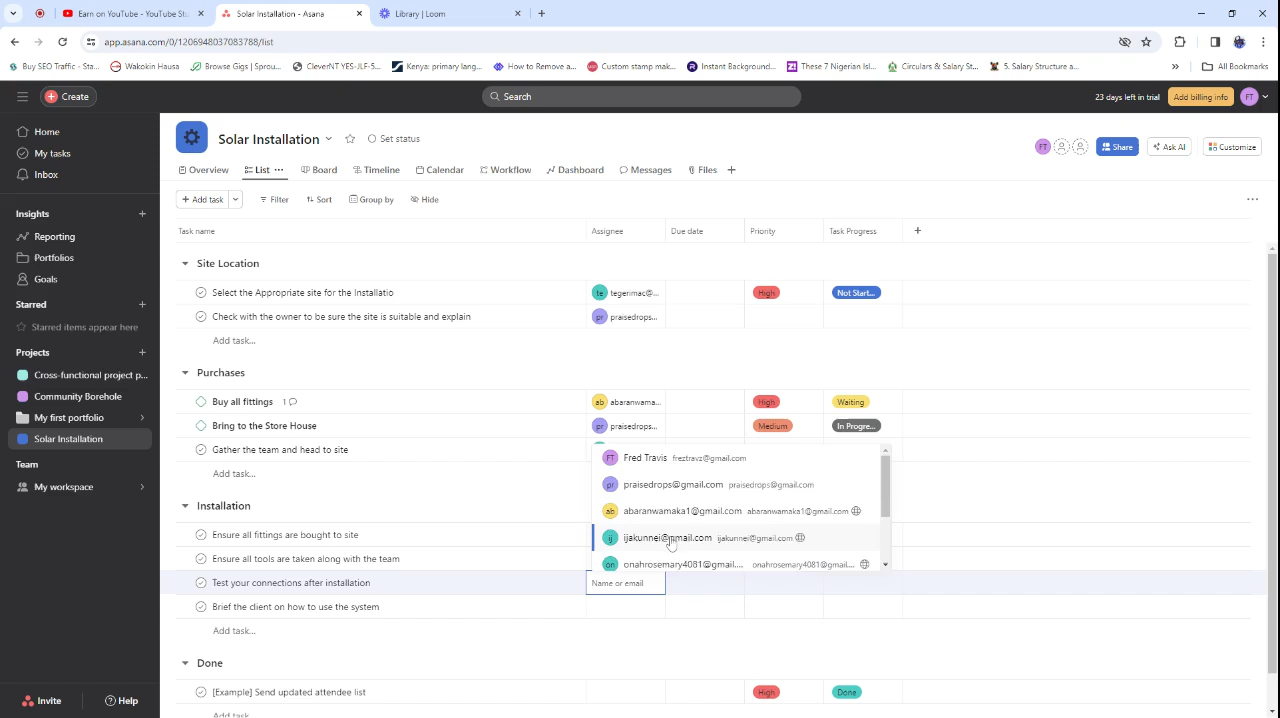 Earn on YouTube - YouTube Stu
Solar Installation - Asana
Library | Loom
app.asana.com/0/1206948037083788/list
Buy SEO Traffic - Sta...
Wakokin Hausa
Browse Gigs | Sprou...
CleverNT YES-JLF-5...
Kenya: primary lang...
How to Remove a...
Custom stamp mak...
Instant Background...
These 7 Nigerian Isl...
Circulars & Salary St...
5. Salary Structure a...
»
All Bookmarks
Create
Search
23 days left in trial
Add billing info
FT
Home
My tasks
Inbox
Insights
Reporting
Portfolios
Goals
Starred
Starred items appear here
Projects
Cross-functional project p...
Community Borehole
My first portfolio
Solar Installation
Team
My workspace
Invite
Help
Solar Installation
Set status
FT
Share
Ask AI
Customize
Overview
List
Board
Timeline
Calendar
Workflow
Dashboard
Messages
Files
+ Add task
Filter
Sort
Group by
Hide
Task name Assignee Due date Priority Task Progress
Site Location
Select the Appropriate site for the Installatio te tegerimac@... High Not Start...
Check with the owner to be sure the site is suitable and explain pr praisedrops...
Add task...
Purchases
Buy all fittings 1 ab abaranwama... High Waiting
Bring to the Store House pr praisedrops... Medium In Progre...
Gather the team and head to site
Add task...
FT Fred Travis freztravz@gmail.com
pr praisedrops@gmail.com praisedrops@gmail.com
ab abaranwamaka1@gmail.com abaranwamaka1@gmail.com
ij ijakunnei@gmail.com ijakunnei@gmail.com
on onahrosemary4081@gmail.... onahrosemary4081@gmail....
Installation
Ensure all fittings are bought to site
Ensure all tools are taken along with the team
Test your connections after installation Name or email
Brief the client on how to use the system
Add task...
Done
[Example] Send updated attendee list High Done
Add task